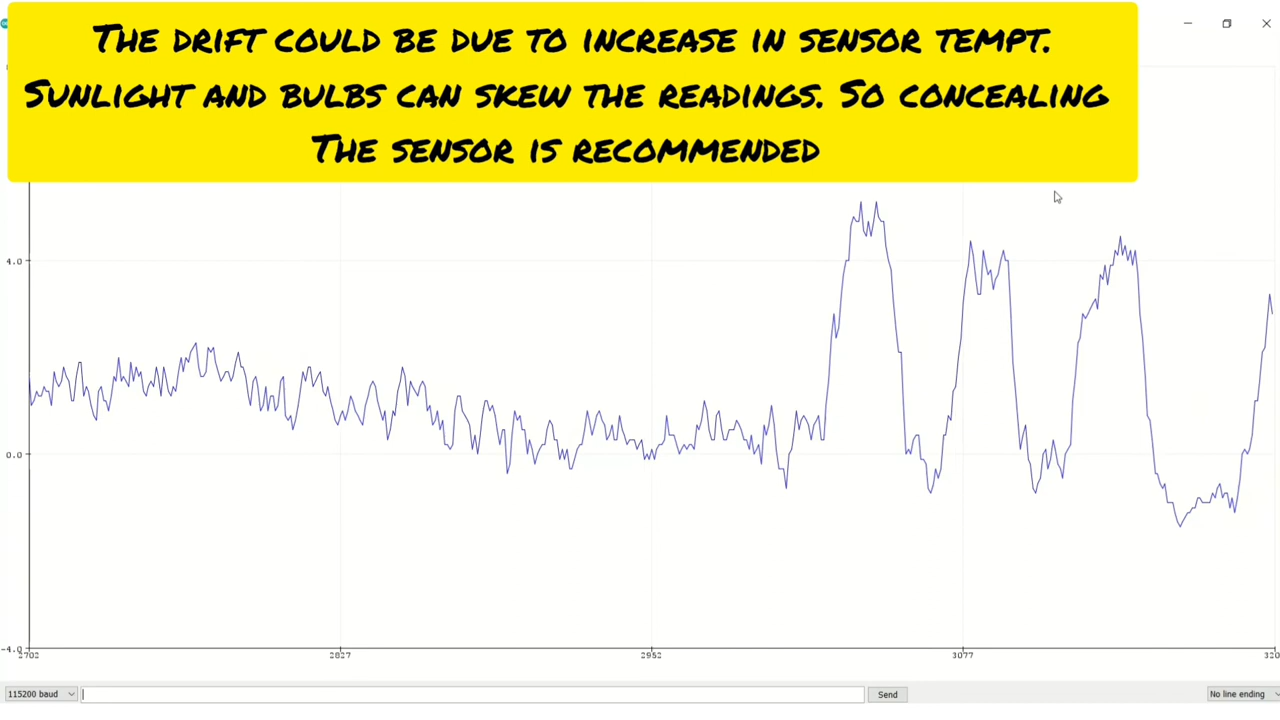 The drift could be due to increase in sensor tempt.
Sunlight and bulbs can skew the readings. So concealing
The sensor is recommended
4.0
0.0
-4.0
2702
2827
2952
3077
320
115200 baud
Send
No line ending